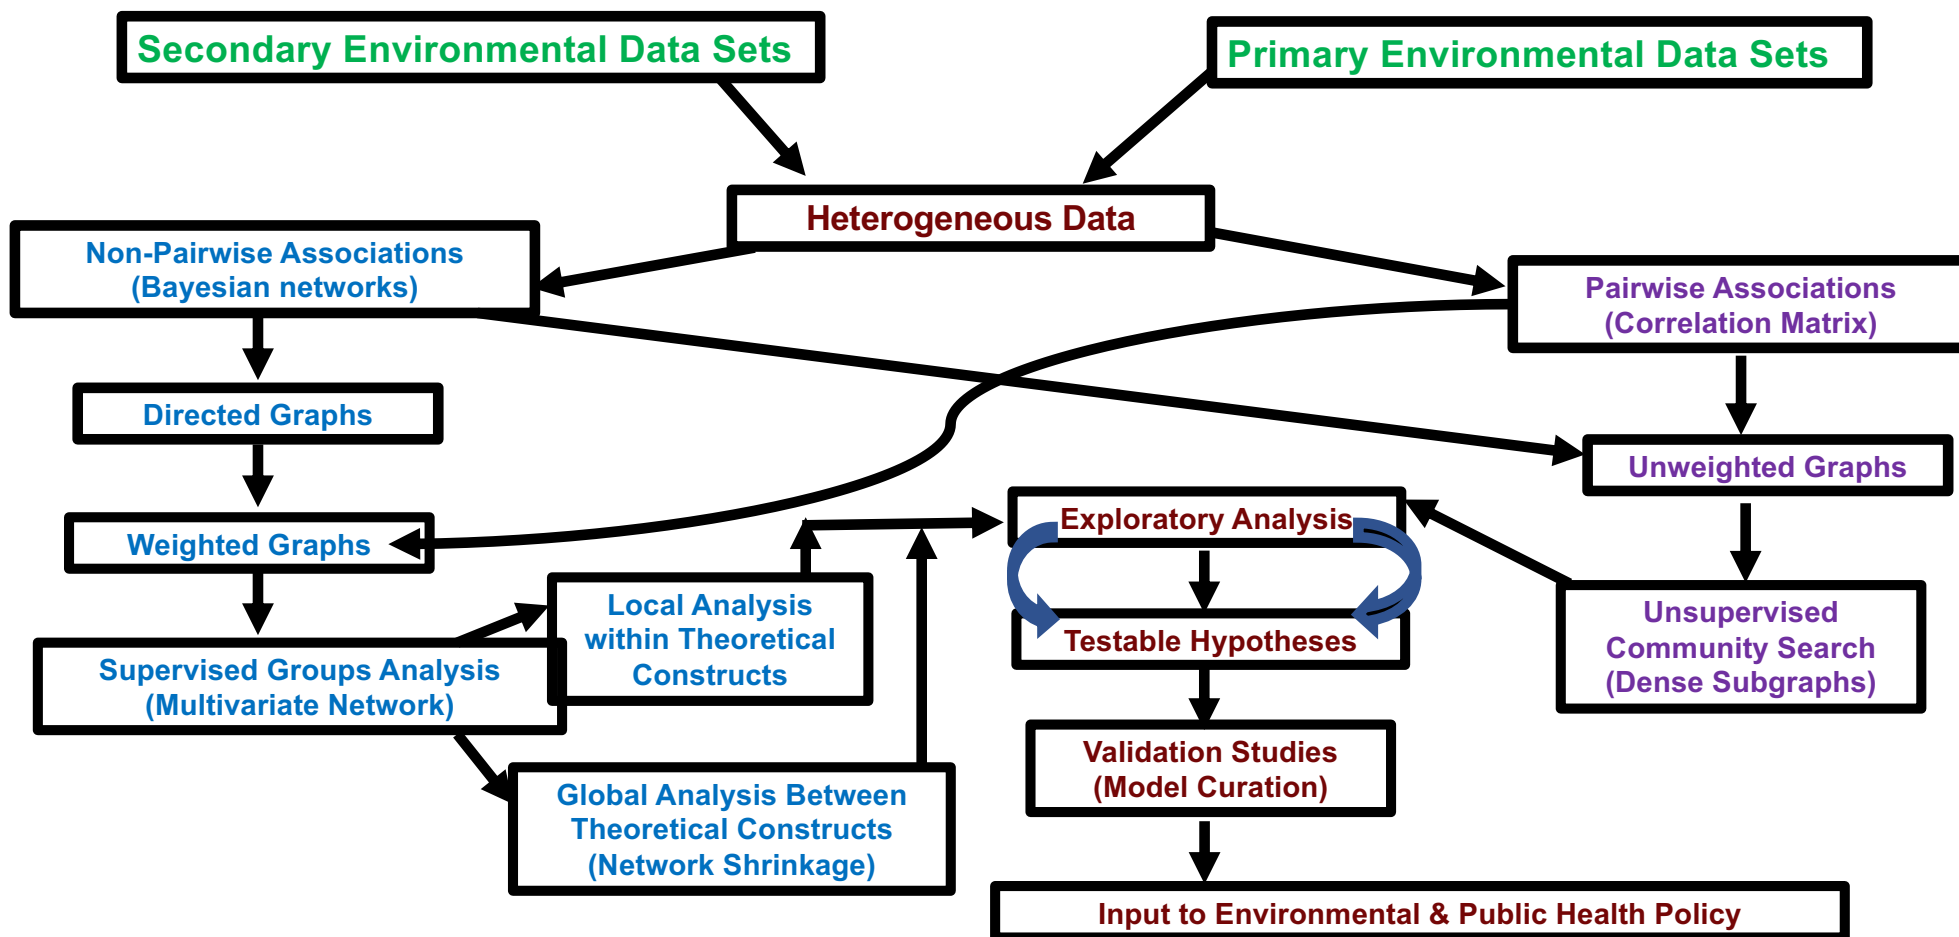 Secondary Environmental Data Sets
Primary Environmental Data Sets
Heterogeneous Data
Non-Pairwise Associations
(Bayesian networks)
Pairwise Associations
(Correlation Matrix)
Directed Graphs
Unweighted Graphs
Weighted Graphs
Exploratory Analysis
Local Analysis
within Theoretical
Constructs
Testable Hypotheses
Unsupervised
Community Search
(Dense Subgraphs)
Supervised Groups Analysis
(Multivariate Network)
Validation Studies
(Model Curation)
Global Analysis Between
Theoretical Constructs
(Network Shrinkage)
Input to Environmental & Public Health Policy